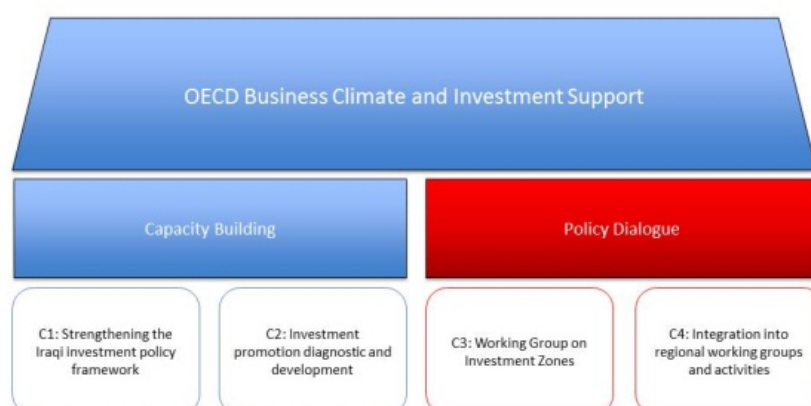 OECD Business Climate and Investment Support
Capacity Building
Policy Dialogue
C1: Strengthening the
Iraqi investment policy
framework
C2: Investment
promotion diagnostic and
development
C3: Working Group on
Investment Zones
C4: Integration into
regional working groups
and activities